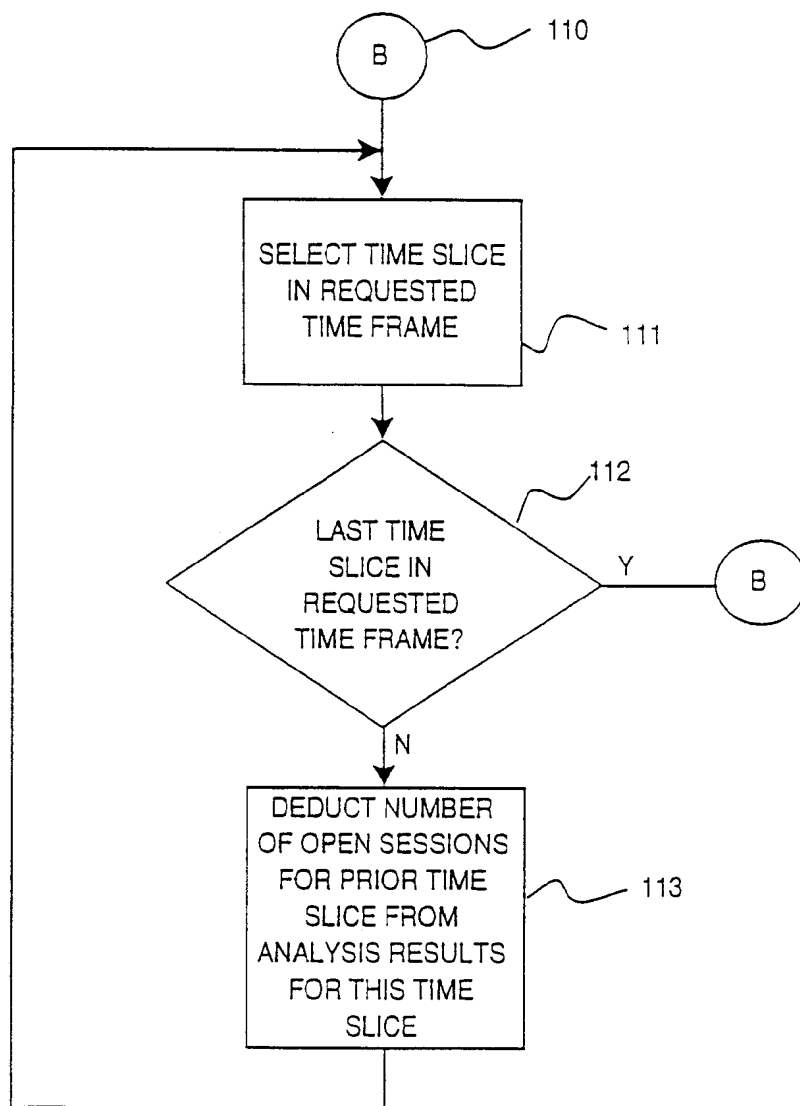 B
110
SELECT TIME SLICE
IN REQUESTED
TIME FRAME
111
112
LAST TIME
SLICE IN
REQUESTED
TIME FRAME?
Y
B
N
DEDUCT NUMBER
OF OPEN SESSIONS
FOR PRIOR TIME
SLICE FROM
ANALYSIS RESULTS
FOR THIS TIME
SLICE
113